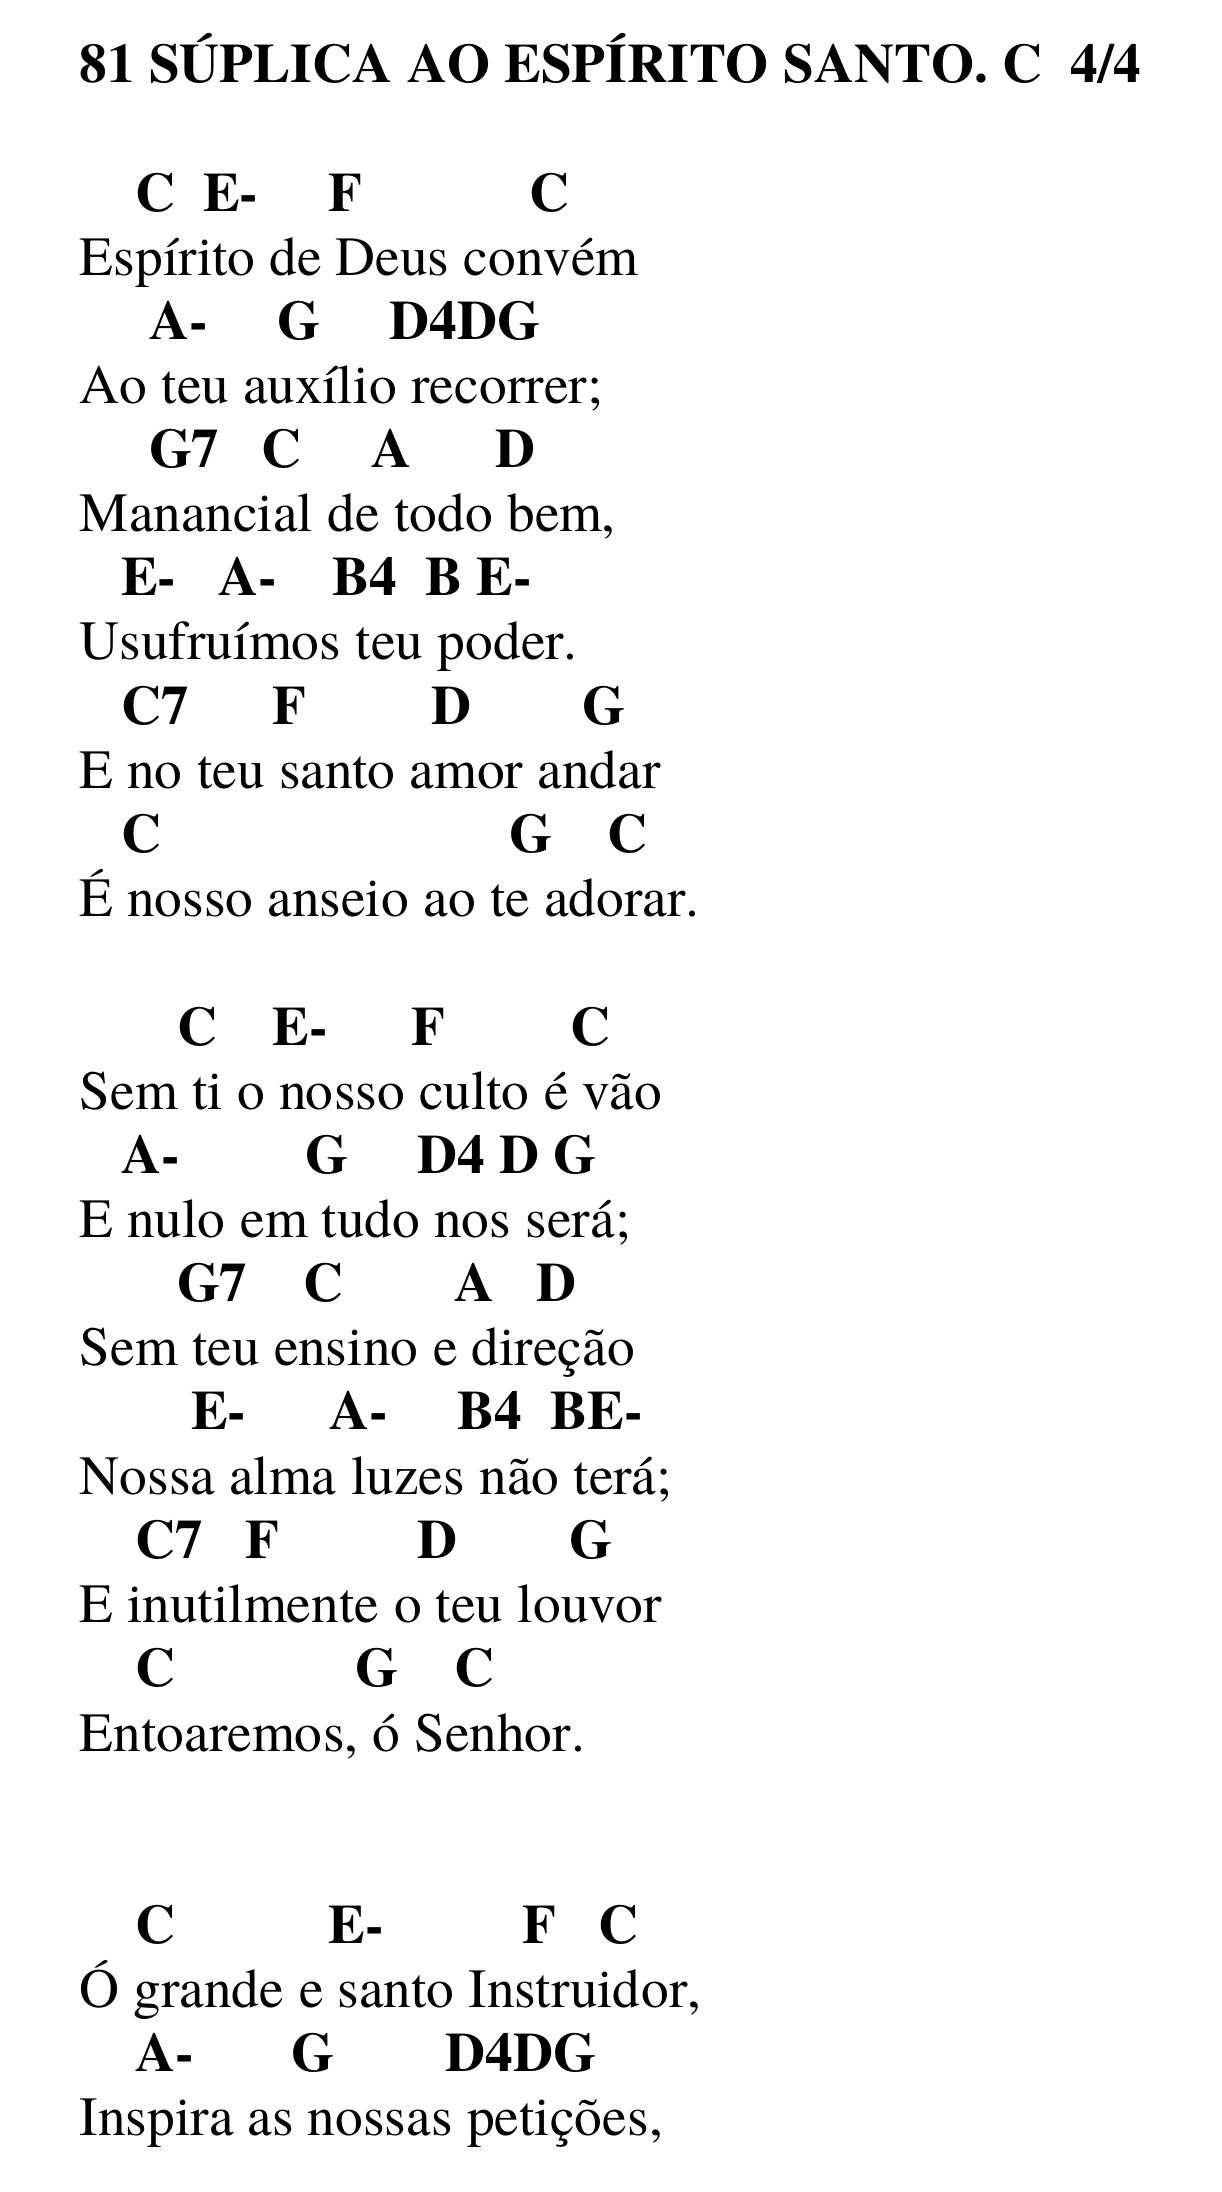 81 SÚPLICA AO ESPÍRITO SANTO. C  4/4
C  E-     F            C
Espírito de Deus convém
A-     G     D4DG
Ao teu auxílio recorrer;
G7   C     A      D
Manancial de todo bem,
E-   A-    B4  B E-
Usufruímos teu poder.
C7      F         D        G
E no teu santo amor andar
C                         G    C
É nosso anseio ao te adorar.
C    E-      F         C
Sem ti o nosso culto é vão
A-         G     D4 D G
E nulo em tudo nos será;
G7    C        A   D
Sem teu ensino e direção
E-      A-     B4  BE-
Nossa alma luzes não terá;
C7   F          D        G
E inutilmente o teu louvor
C             G    C
Entoaremos, ó Senhor.
C           E-          F   C
Ó grande e santo Instruidor,
A-       G        D4DG
Inspira as nossas petições,